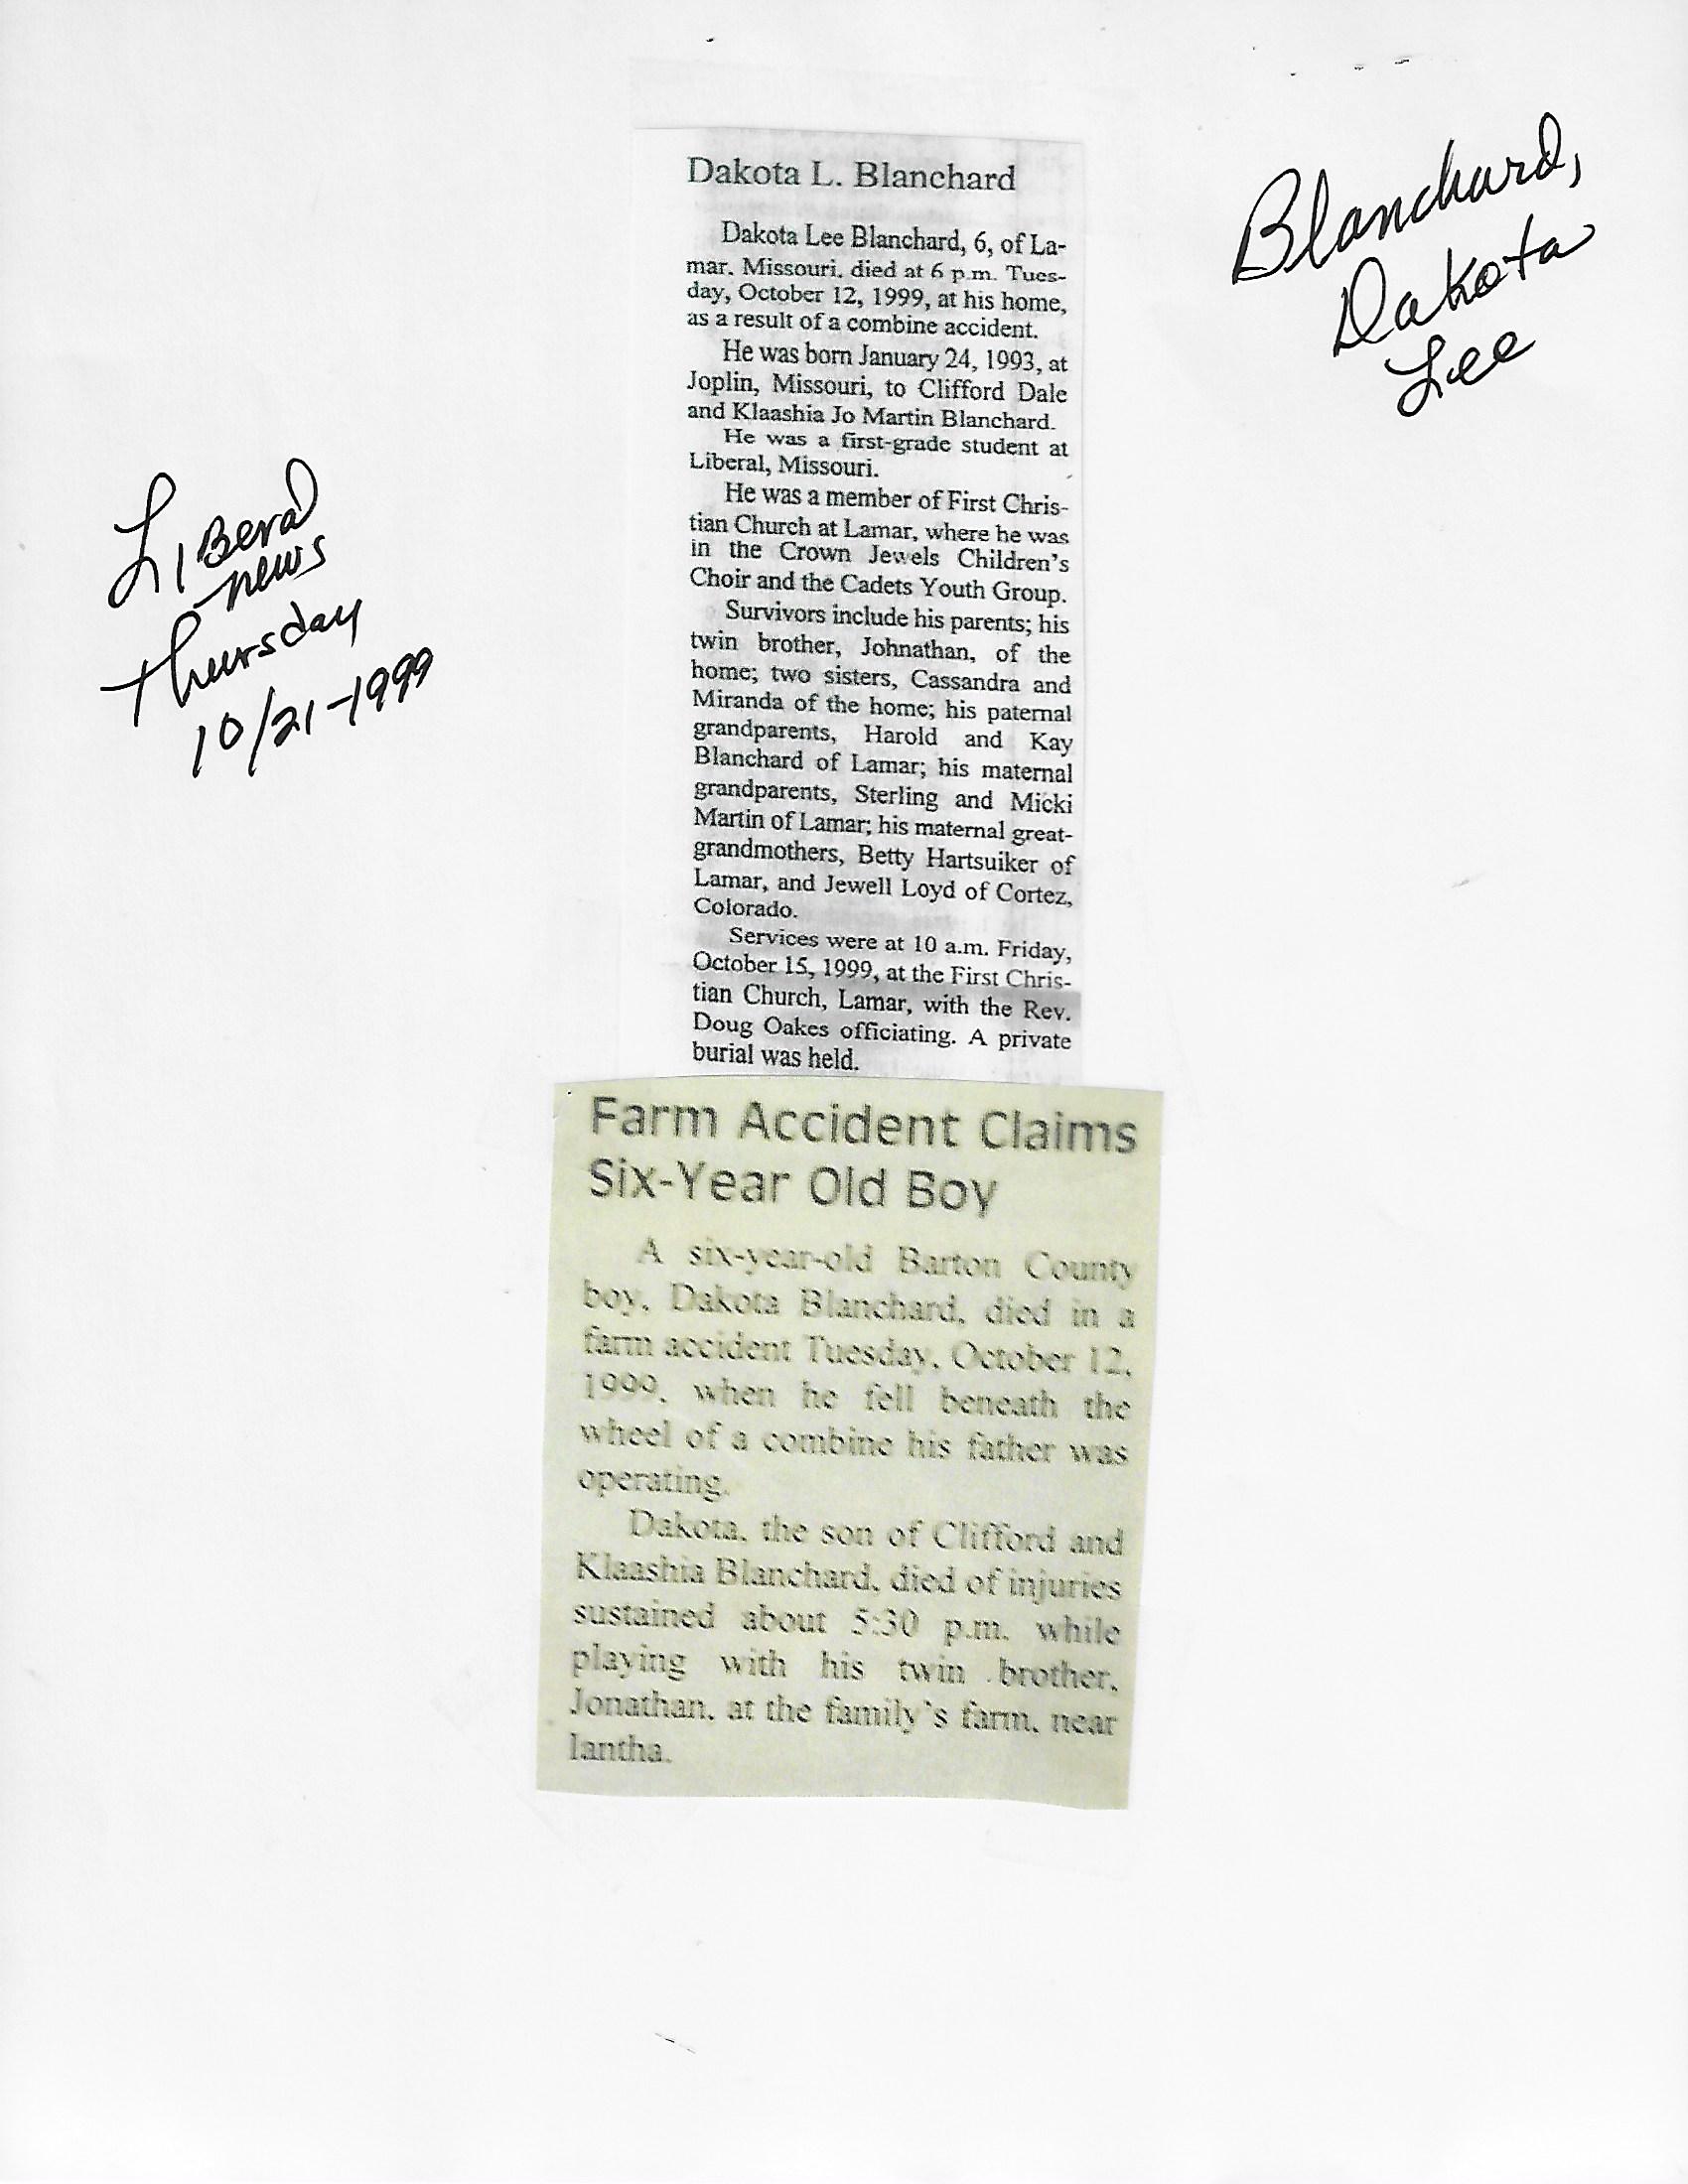 Blanchard,
Dakota
Lee
Liberal
news
Thursday
10/21-1999
Dakota L. Blanchard
Dakota Lee Blanchard, 6, of La-
mar, Missouri, died at 6 p.m. Tues-
day, October 12, 1999, at his home,
as a result of a combine accident.
He was born January 24, 1993, at
Joplin, Missouri, to Clifford Dale
and Klaashia Jo Martin Blanchard.
He was a first-grade student at
Liberal, Missouri.
He was a member of First Chris-
tian Church at Lamar, where he was
in the Crown Jewels Children's
Choir and the Cadets Youth Group.
Survivors include his parents; his
twin brother, Johnathan, of the
home; two sisters, Cassandra and
Miranda of the home; his paternal
grandparents, Harold and Kay
Blanchard of Lamar; his maternal
grandparents, Sterling and Micki
Martin of Lamar; his maternal great-
grandmothers, Betty Hartsuiker of
Lamar, and Jewell Loyd of Cortez,
Colorado.
Services were at 10 a.m. Friday,
October 15, 1999, at the First Chris-
tian Church, Lamar, with the Rev.
Doug Oakes officiating. A private
burial was held.
Farm Accident Claims
Six-Year Old Boy
A six-year-old Barton County
boy, Dakota Blanchard, died in a
farm accident Tuesday, October 12,
1999, when he fell beneath the
wheel of a combine his father was
operating.
Dakota, the son of Clifford and
Klaashia Blanchard, died of injuries
sustained about 5:30 p.m. while
playing with his twin brother,
Jonathan, at the family's farm, near
Iantha.